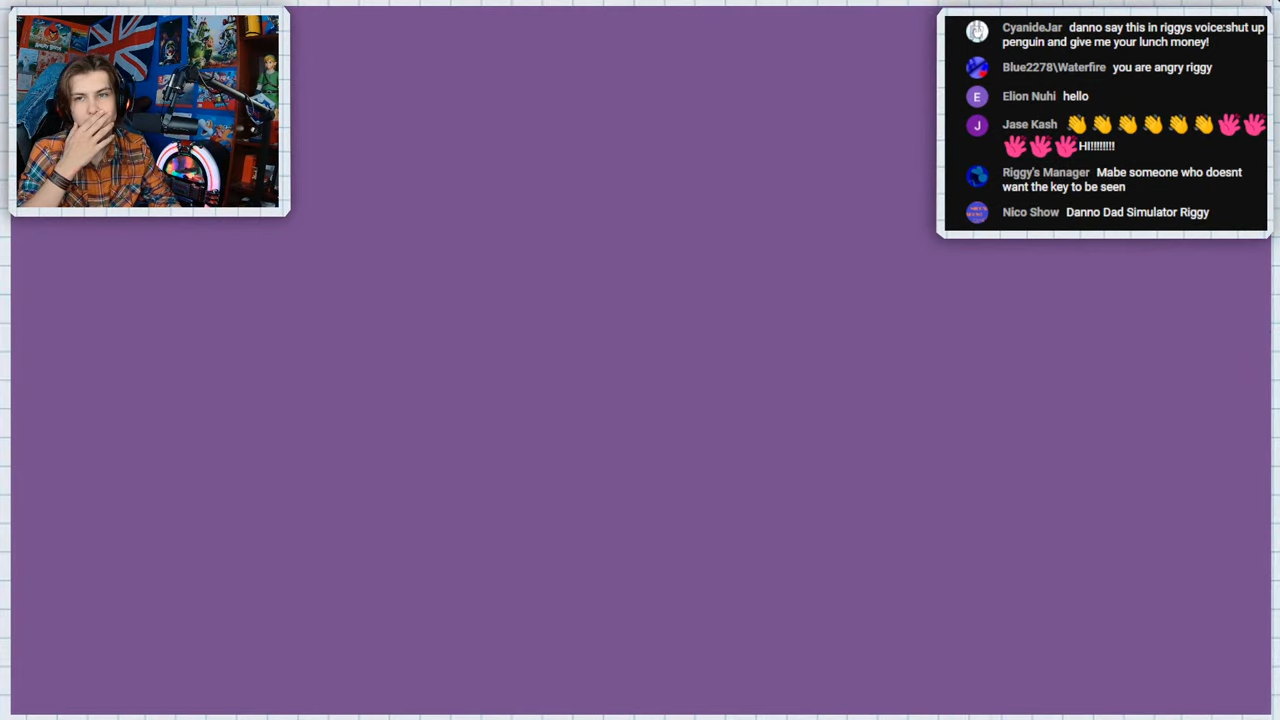 CyanideJar danno say this in riggys voice:shut up
penguin and give me your lunch money!
Blue2278\Waterfire you are angry riggy
E Elion Nuhi hello
J Jase Kash
HI!!!!!!!!!
Riggy's Manager Mabe someone who doesnt
want the key to be seen
Nico Show Danno Dad Simulator Riggy